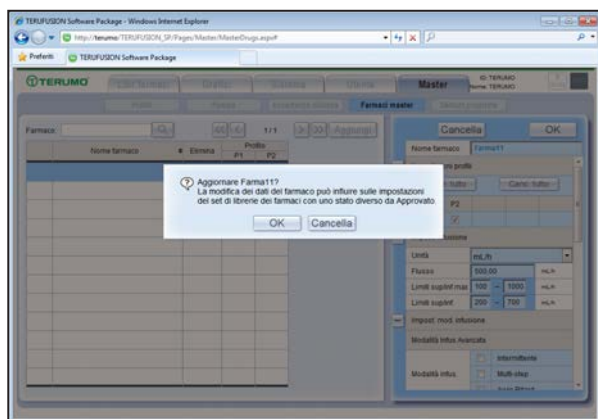 TERUFUSION Software Package - Windows Internet Explorer
http://terumo/TERUFUSION_SP/Pages/Master/MasterDrugs.aspx#
Preferiti TERUFUSION Software Package
TERUMO
Master
ID: TERUMO
Nome: TERUMO
Profili
Farmaci master
Farmaco:
1/1
Aggiungi
Cancella
OK
Nome farmaco
Elimina
Profilo
P1
P2
Nome farmaco
Farma11
P2
Aggiornare Farma11?
La modifica dei dati del farmaco può influire sulle impostazioni
dei set di librerie dei farmaci con uno stato diverso da Approvato.
OK
Cancella
Unità
mL/h
Flusso
500,00
mL/h
Limiti sup/inf max
100 ~ 1000
mL/h
Limiti sup/inf
200 ~ 700
mL/h
Impost. mod. infusione
Modalità infus. Avanzata
Modalità infus.
Intermittente
Multi-step